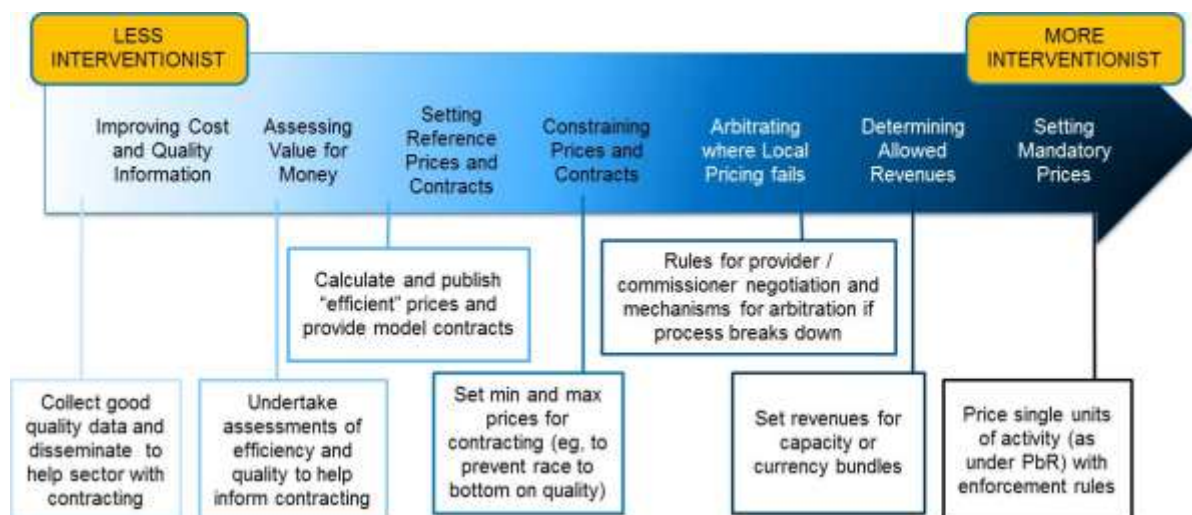 LESS
INTERVENTIONIST
MORE
INTERVENTIONIST
Improving Cost
and Quality
Information
Assessing
Value for
Money
Setting
Reference
Prices and
Contracts
Constraining
Prices and
Contracts
Arbitrating
where Local
Pricing fails
Determining
Allowed
Revenues
Setting
Mandatory
Prices
Calculate and publish
“efficient” prices and
provide model contracts
Rules for provider /
commissioner negotiation and
mechanisms for arbitration if
process breaks down
Collect good
quality data and
disseminate to
help sector with
contracting
Undertake
assessments of
efficiency and
quality to help
inform contracting
Set min and max
prices for
contracting (eg, to
prevent race to
bottom on quality)
Set revenues for
capacity or
currency bundles
Price single units
of activity (as
under PbR) with
enforcement rules